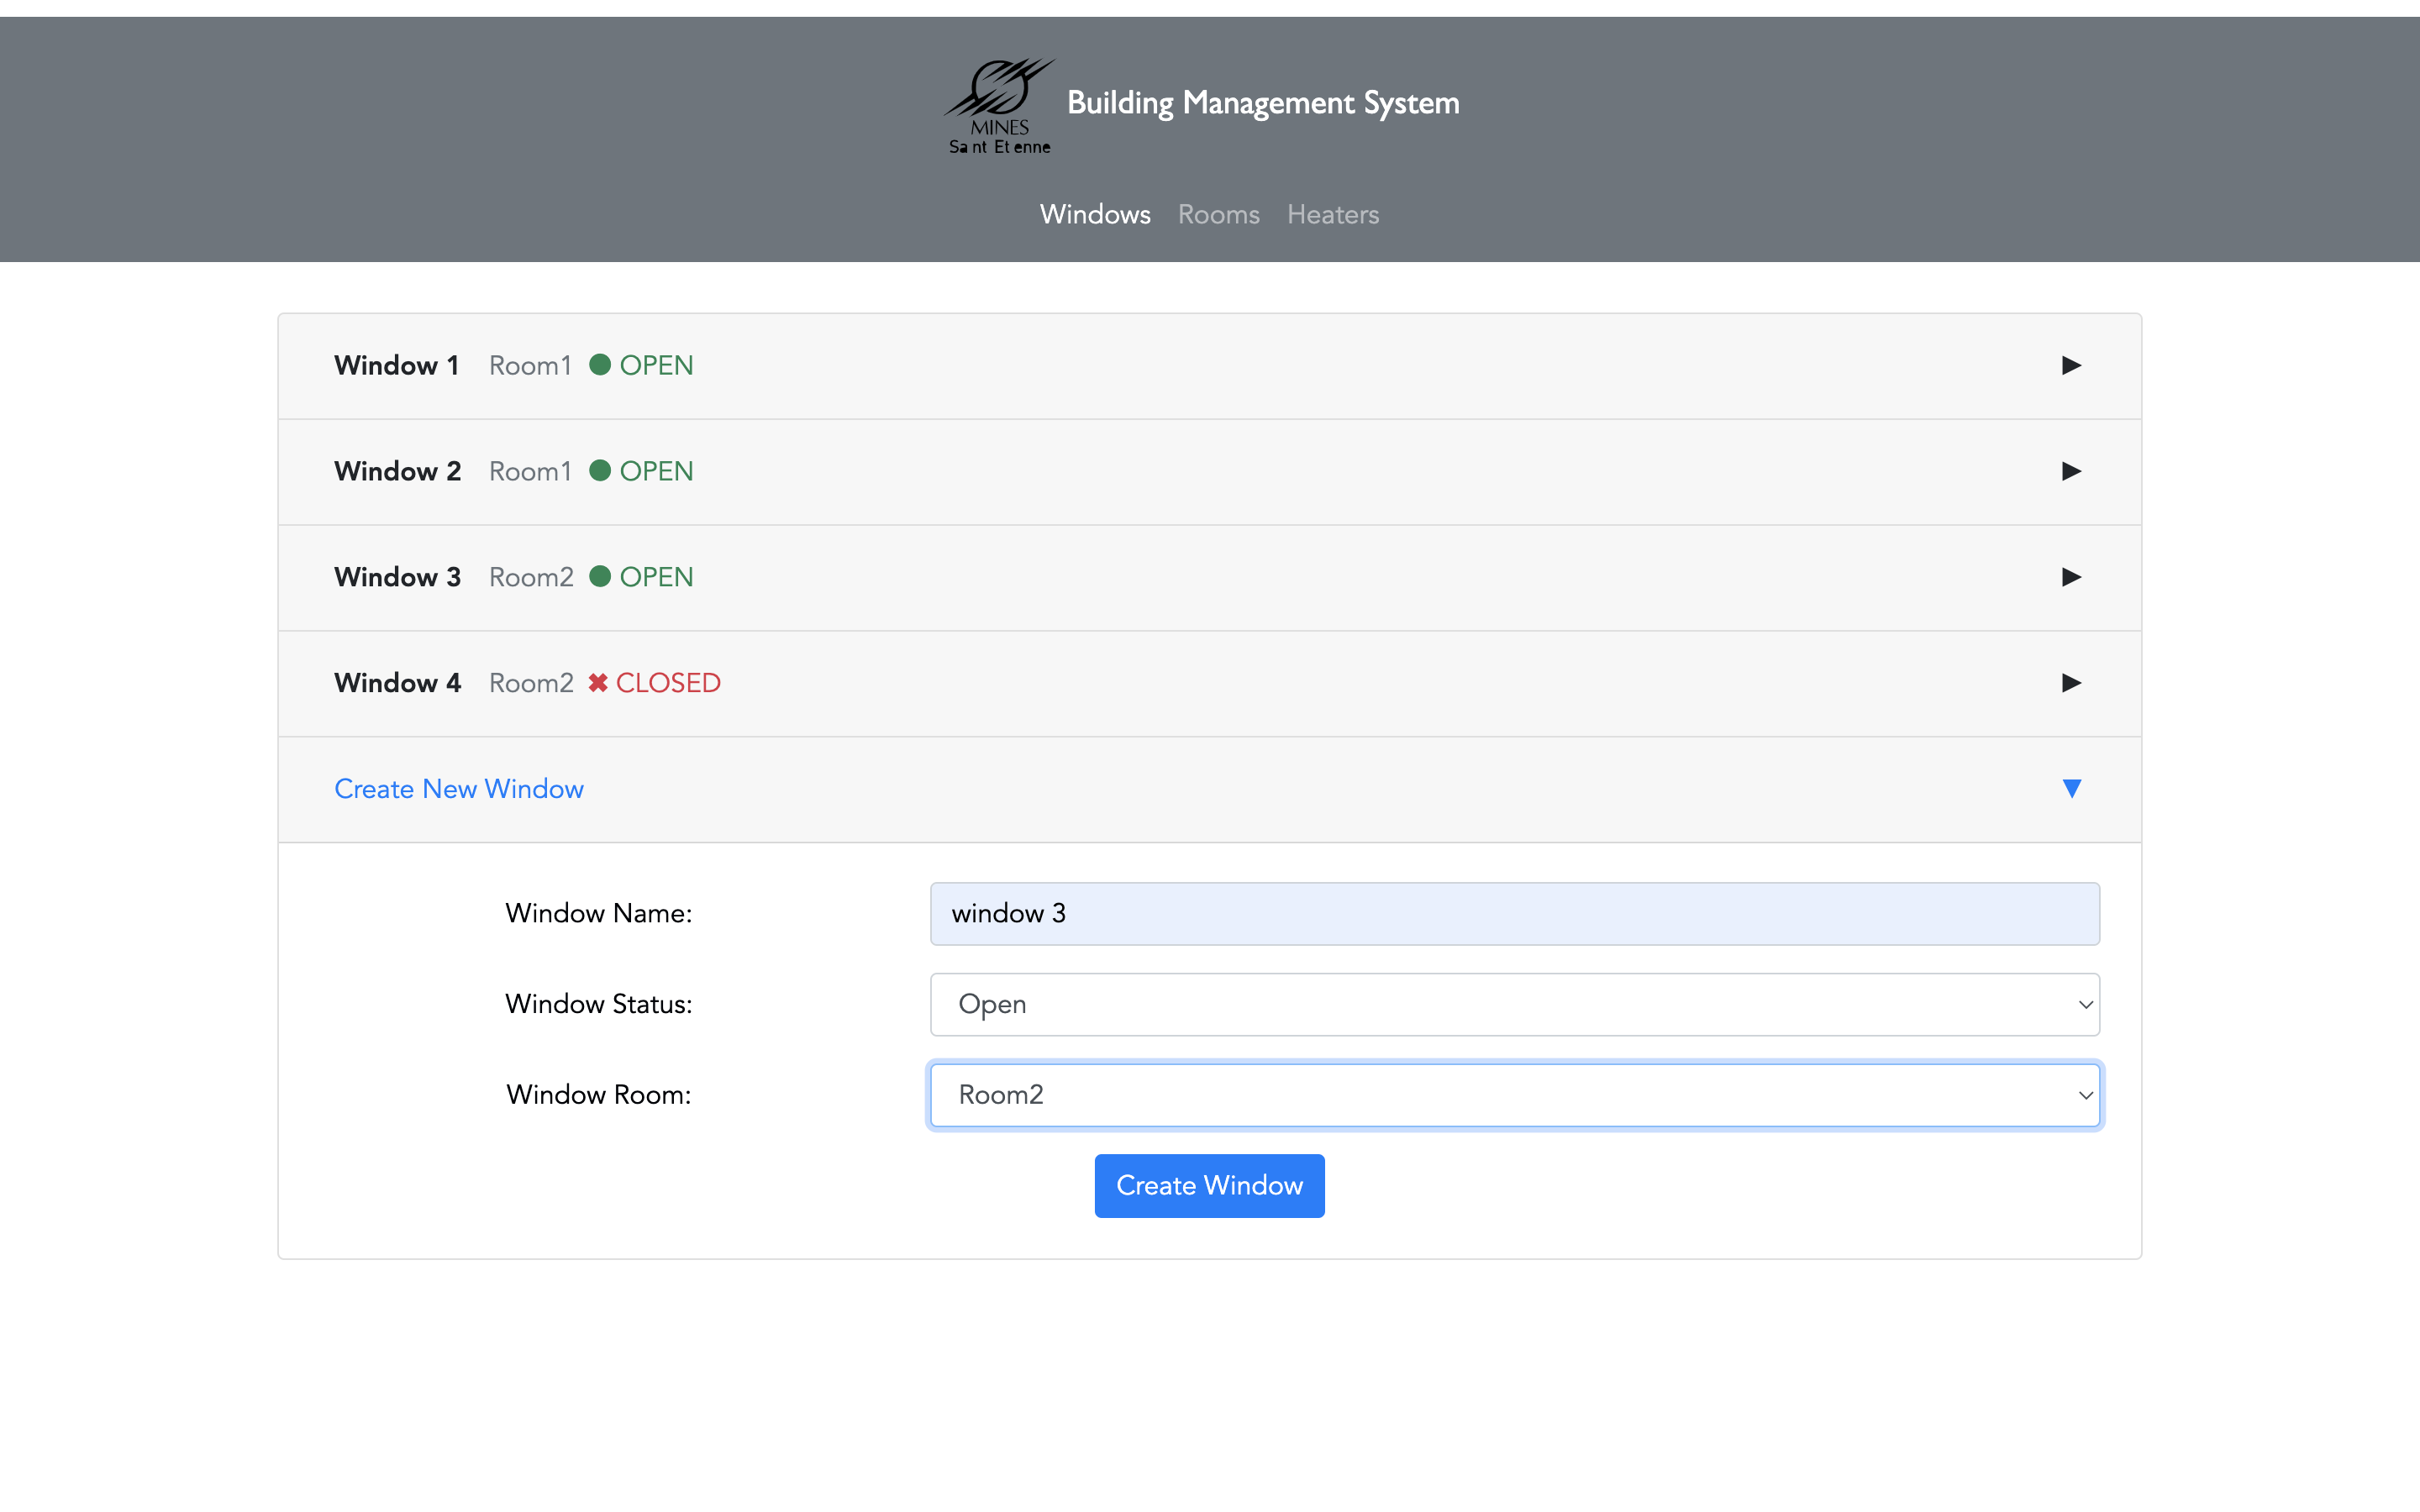 Building Management System
MINES
Sa nt Et enne
Windows Rooms Heaters
Window 1 Room1 OPEN
Window 2 Room1 OPEN
Window 3 Room2 OPEN
Window 4 Room2 ✖ CLOSED
Create New Window
Window Name: window 3
Window Status: Open
Window Room: Room2
Create Window